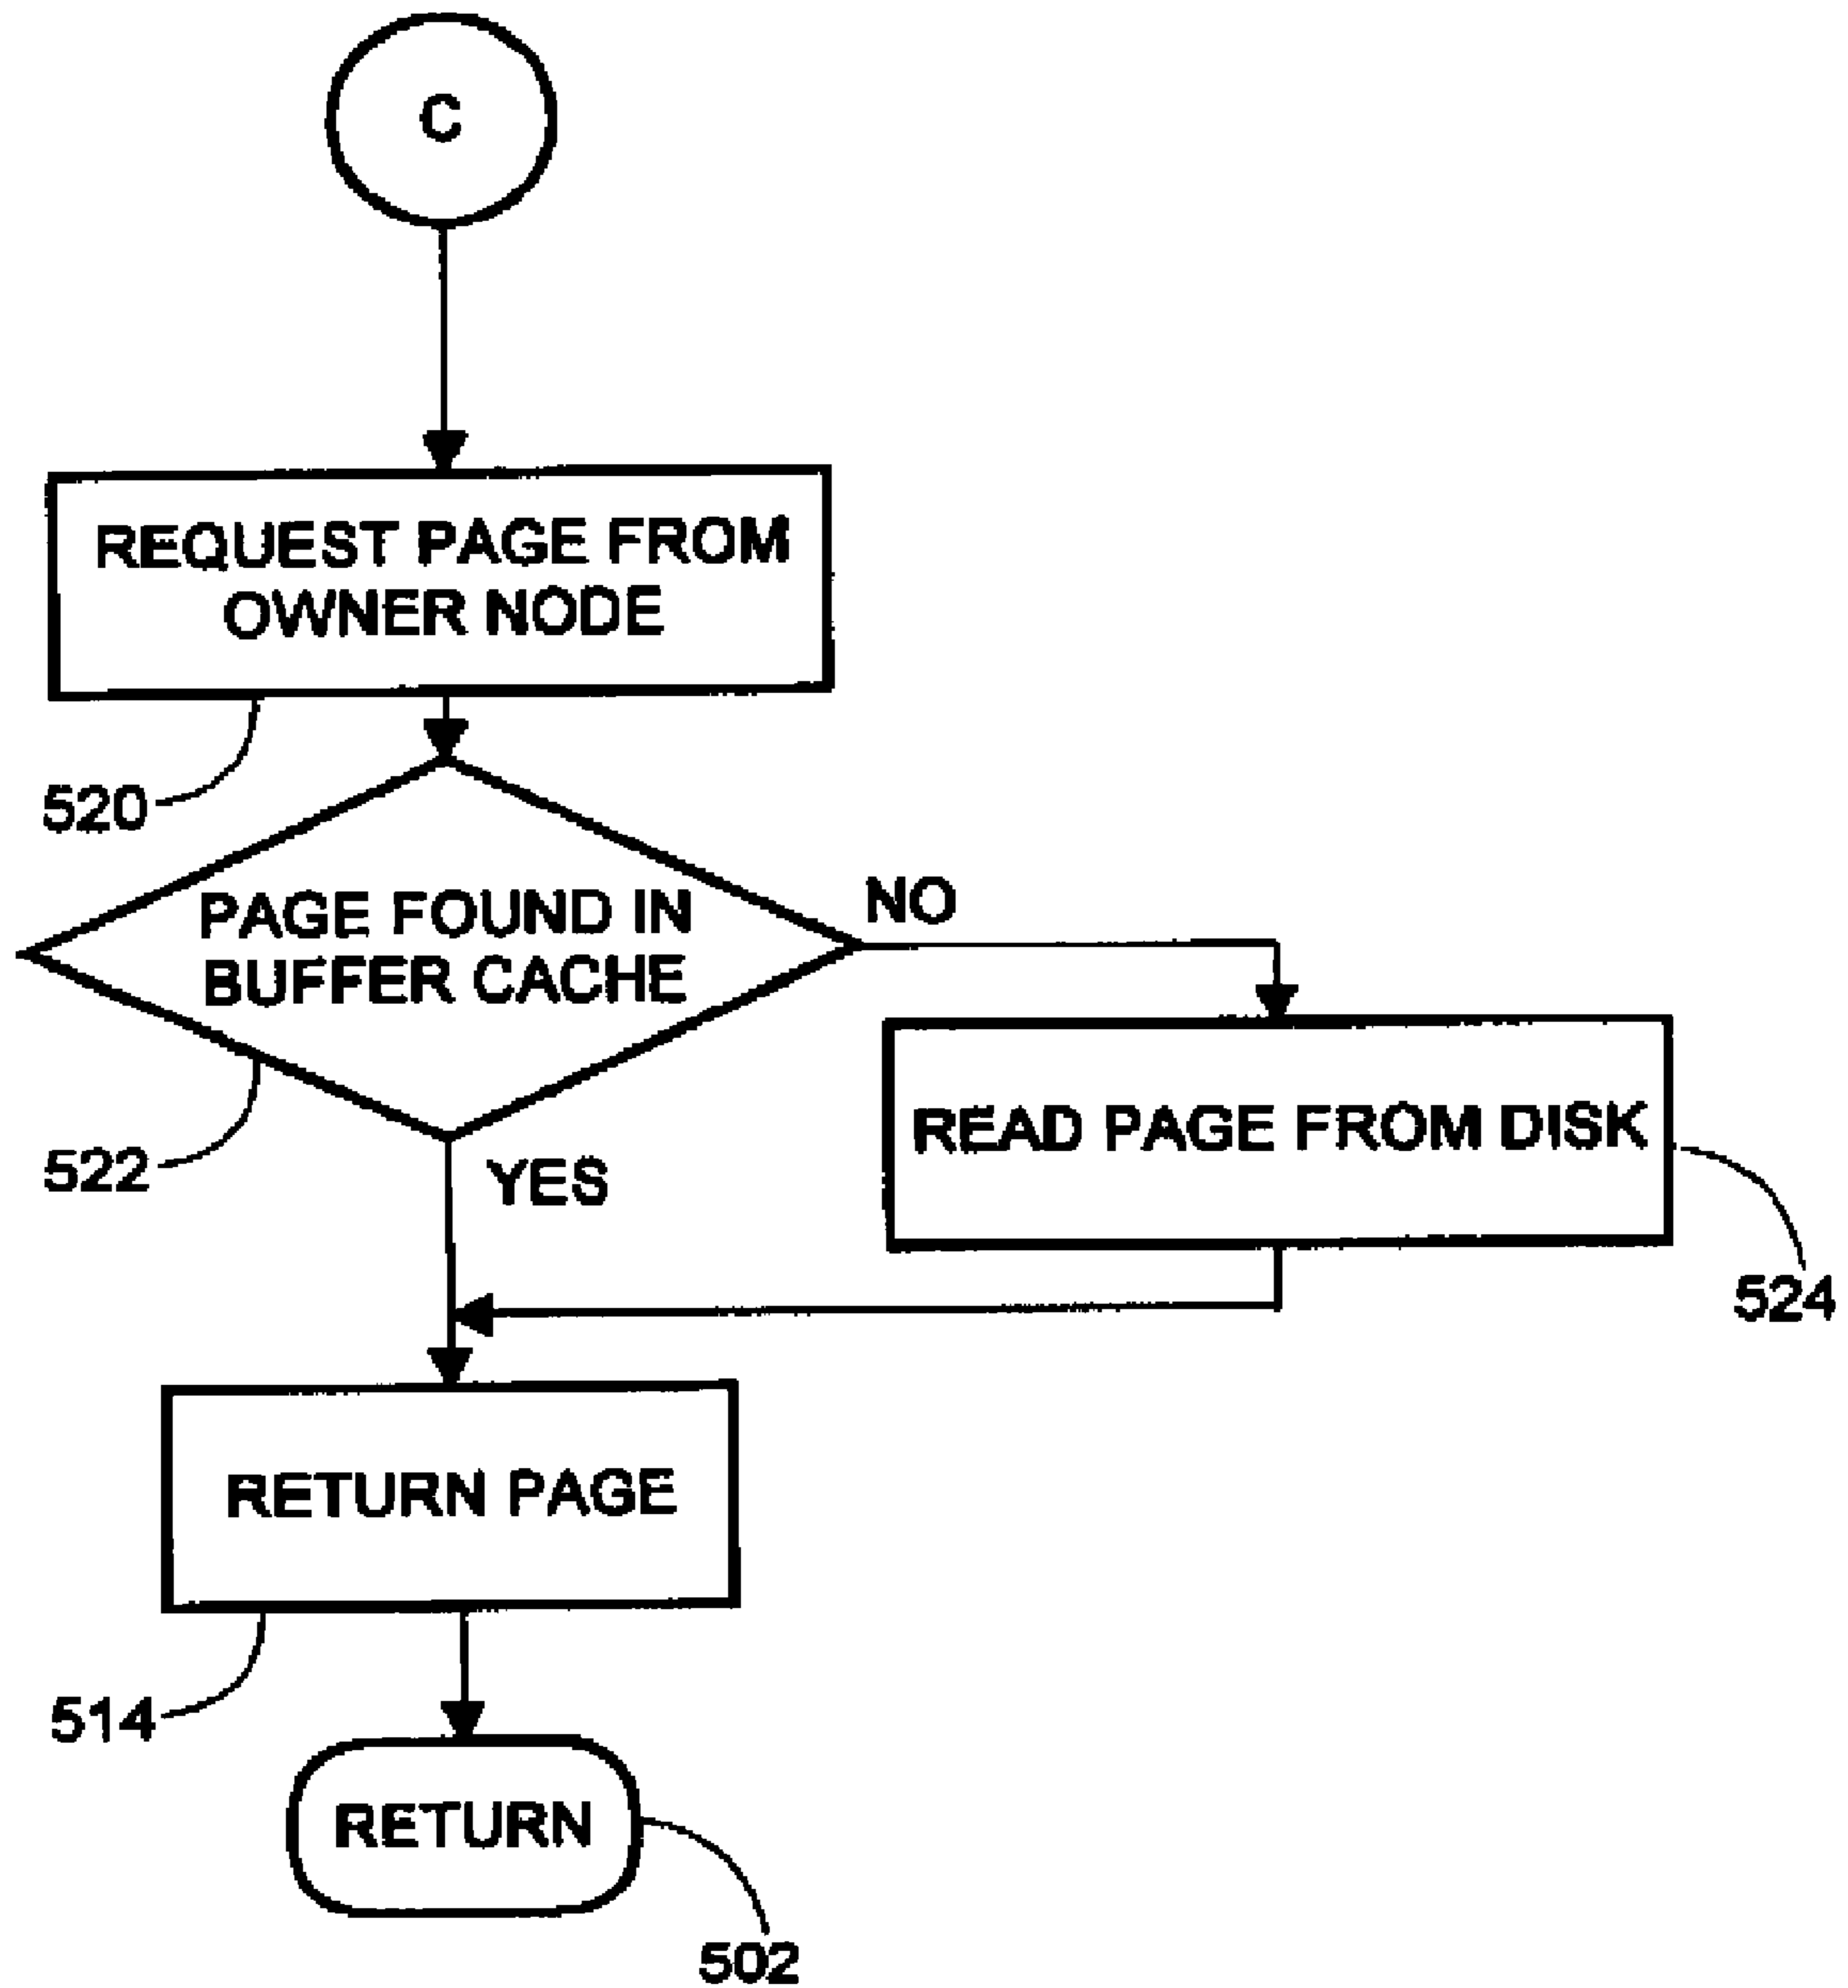 C
REQUEST PAGE FROM
OWNER NODE
520
PAGE FOUND IN
BUFFER CACHE
NO
522
YES
READ PAGE FROM DISK
524
RETURN PAGE
514
RETURN
502